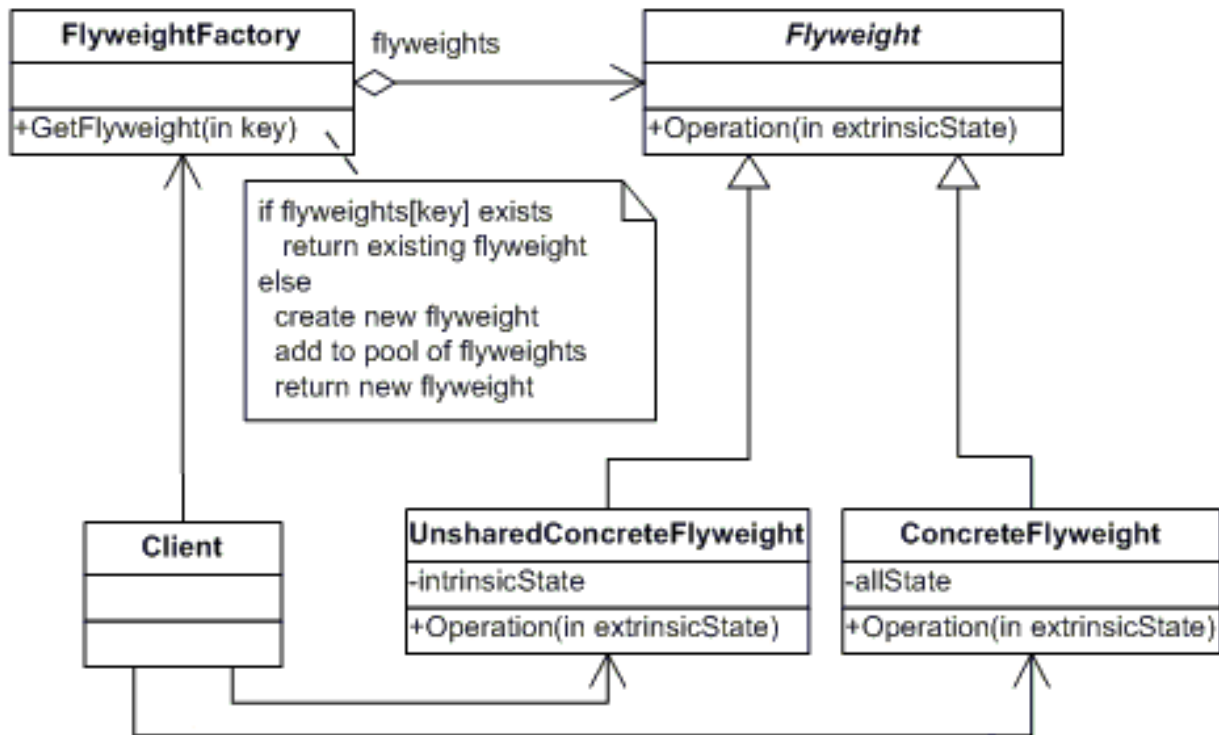 FlyweightFactory
+GetFlyweight(in key)
flyweights
Flyweight
+Operation(in extrinsicState)
if flyweights[key] exists
return existing flyweight
else
create new flyweight
add to pool of flyweights
return new flyweight
Client
UnsharedConcreteFlyweight
-intrinsicState
+Operation(in extrinsicState)
ConcreteFlyweight
-allState
+Operation(in extrinsicState)